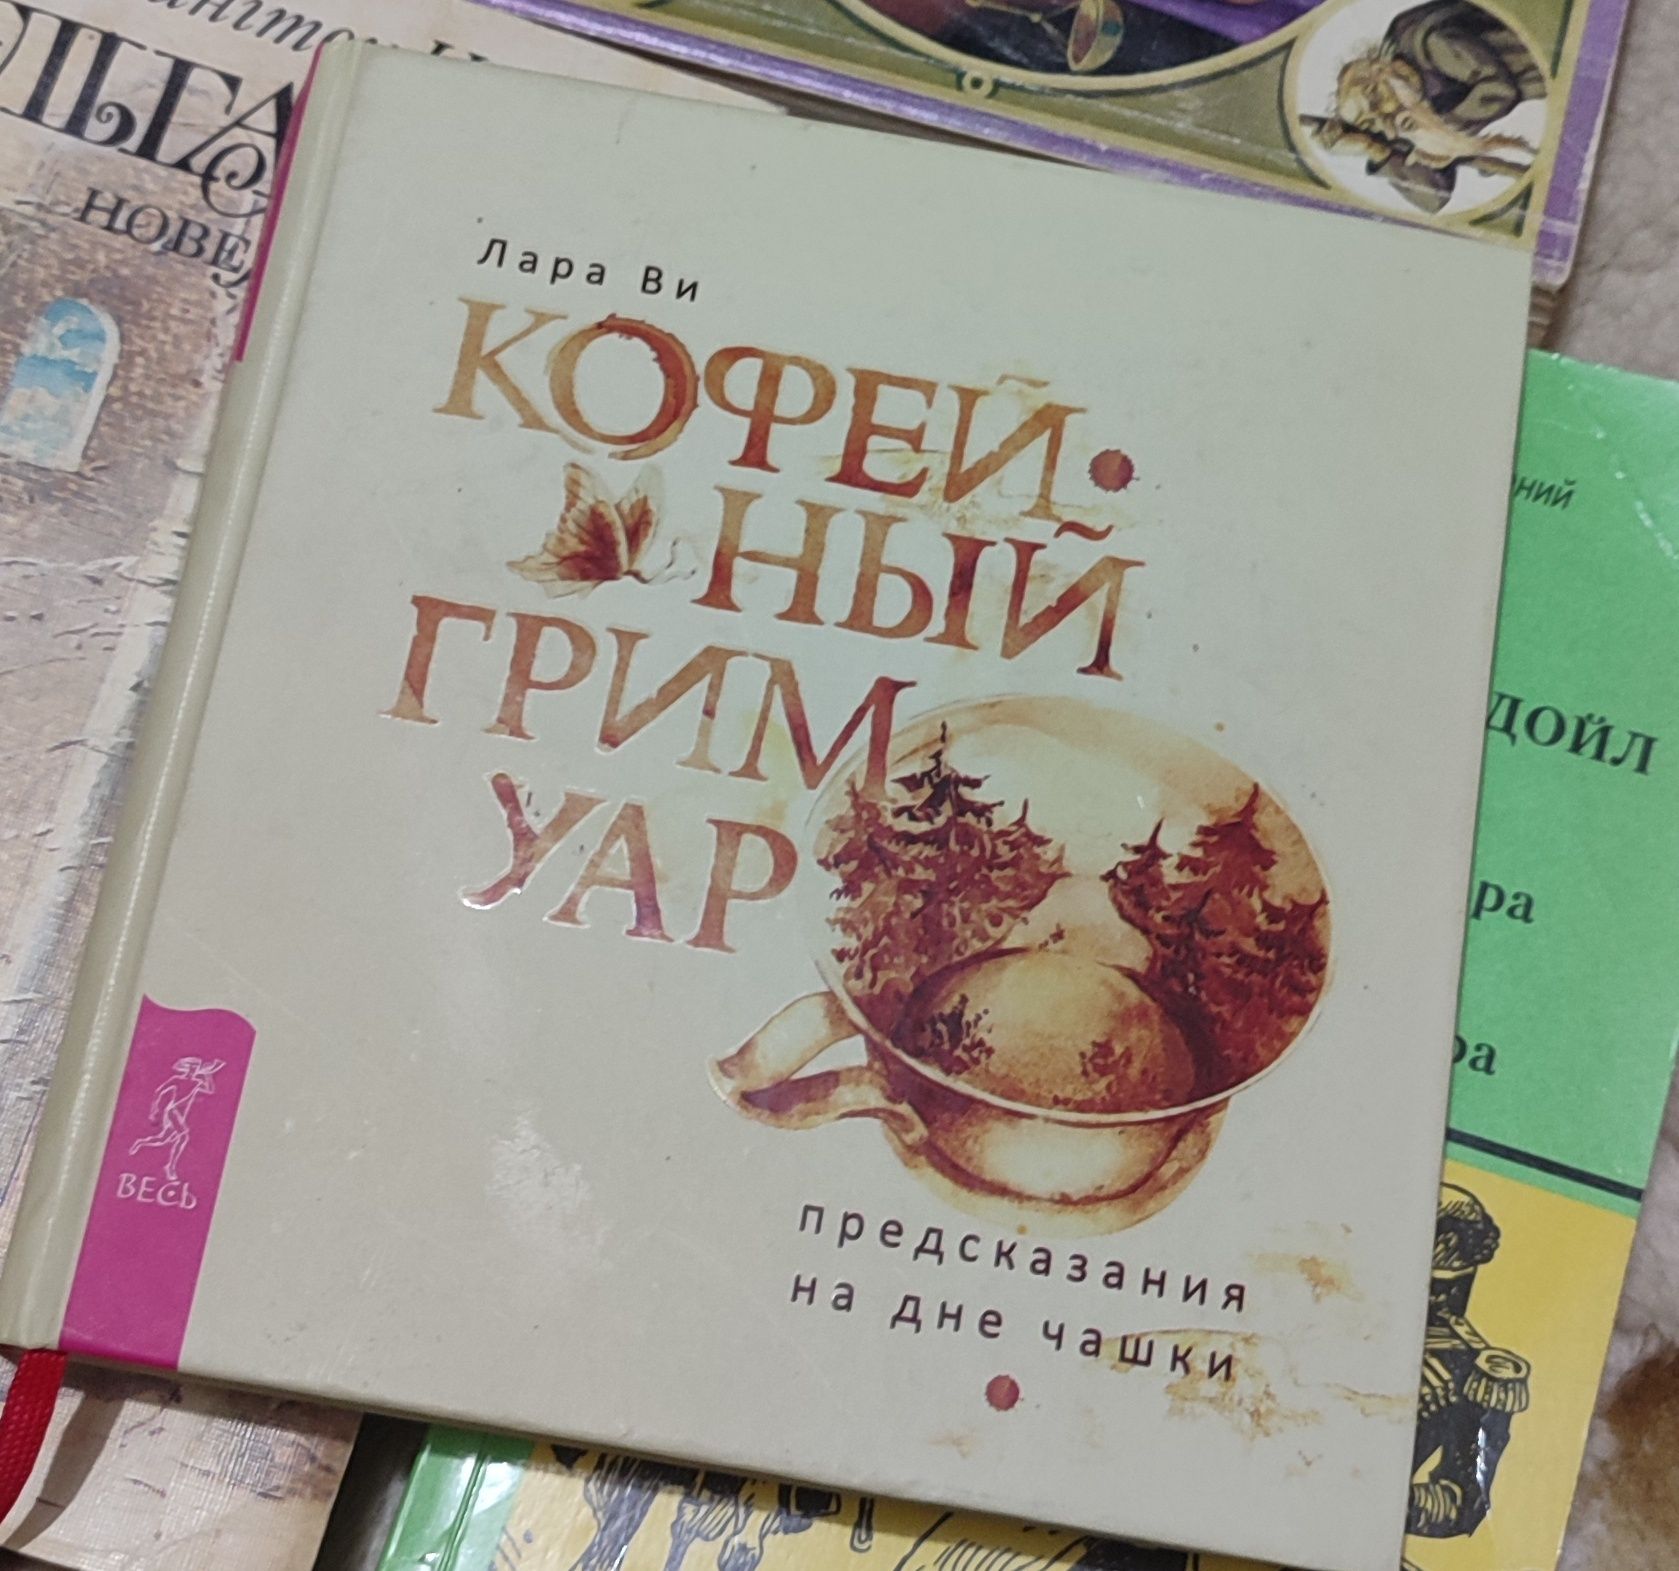 Лара Ви
КОФЕЙ·
НЫЙ
ГРИМ
УАР
предсказания
на дне чашки
ВЕСЬ
ДОЙЛ